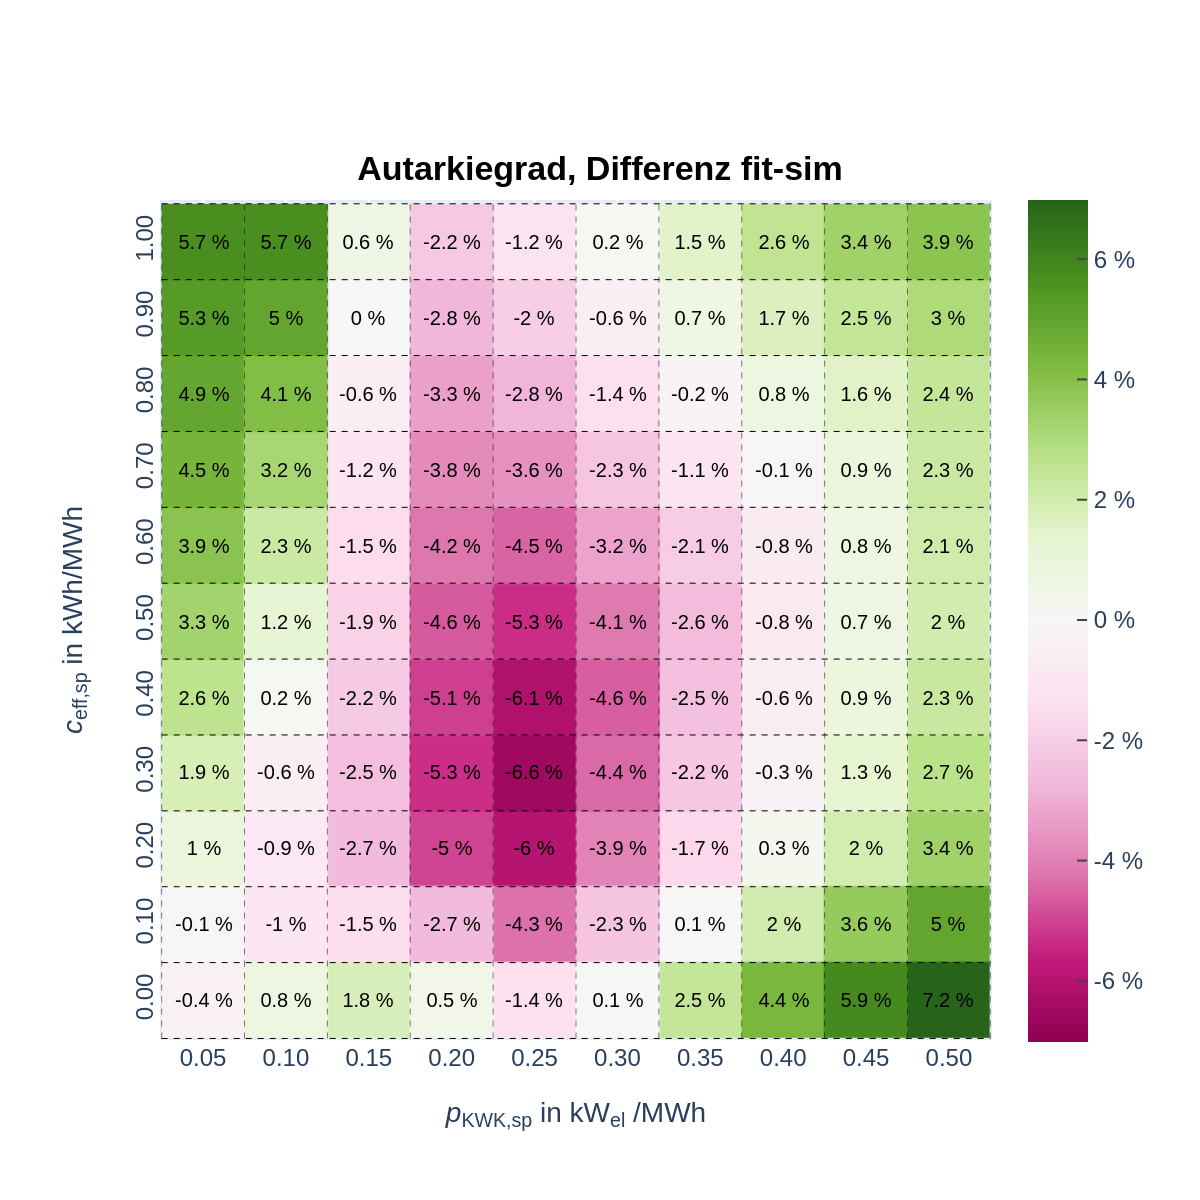 Autarkiegrad, Differenz fit-sim
1.00 5.7 % 5.7 % 0.6 % -2.2 % -1.2 % 0.2 % 1.5 % 2.6 % 3.4 % 3.9 %
0.90 5.3 % 5 % 0 % -2.8 % -2 % -0.6 % 0.7 % 1.7 % 2.5 % 3 %
0.80 4.9 % 4.1 % -0.6 % -3.3 % -2.8 % -1.4 % -0.2 % 0.8 % 1.6 % 2.4 %
0.70 4.5 % 3.2 % -1.2 % -3.8 % -3.6 % -2.3 % -1.1 % -0.1 % 0.9 % 2.3 %
0.60 3.9 % 2.3 % -1.5 % -4.2 % -4.5 % -3.2 % -2.1 % -0.8 % 0.8 % 2.1 %
0.50 3.3 % 1.2 % -1.9 % -4.6 % -5.3 % -4.1 % -2.6 % -0.8 % 0.7 % 2 %
0.40 2.6 % 0.2 % -2.2 % -5.1 % -6.1 % -4.6 % -2.5 % -0.6 % 0.9 % 2.3 %
0.30 1.9 % -0.6 % -2.5 % -5.3 % -6.6 % -4.4 % -2.2 % -0.3 % 1.3 % 2.7 %
0.20 1 % -0.9 % -2.7 % -5 % -6 % -3.9 % -1.7 % 0.3 % 2 % 3.4 %
0.10 -0.1 % -1 % -1.5 % -2.7 % -4.3 % -2.3 % 0.1 % 2 % 3.6 % 5 %
0.00 -0.4 % 0.8 % 1.8 % 0.5 % -1.4 % 0.1 % 2.5 % 4.4 % 5.9 % 7.2 %
0.05 0.10 0.15 0.20 0.25 0.30 0.35 0.40 0.45 0.50
pKWK,sp in kWel /MWh
ceff,sp in kWh/MWh
6 %
4 %
2 %
0 %
-2 %
-4 %
-6 %